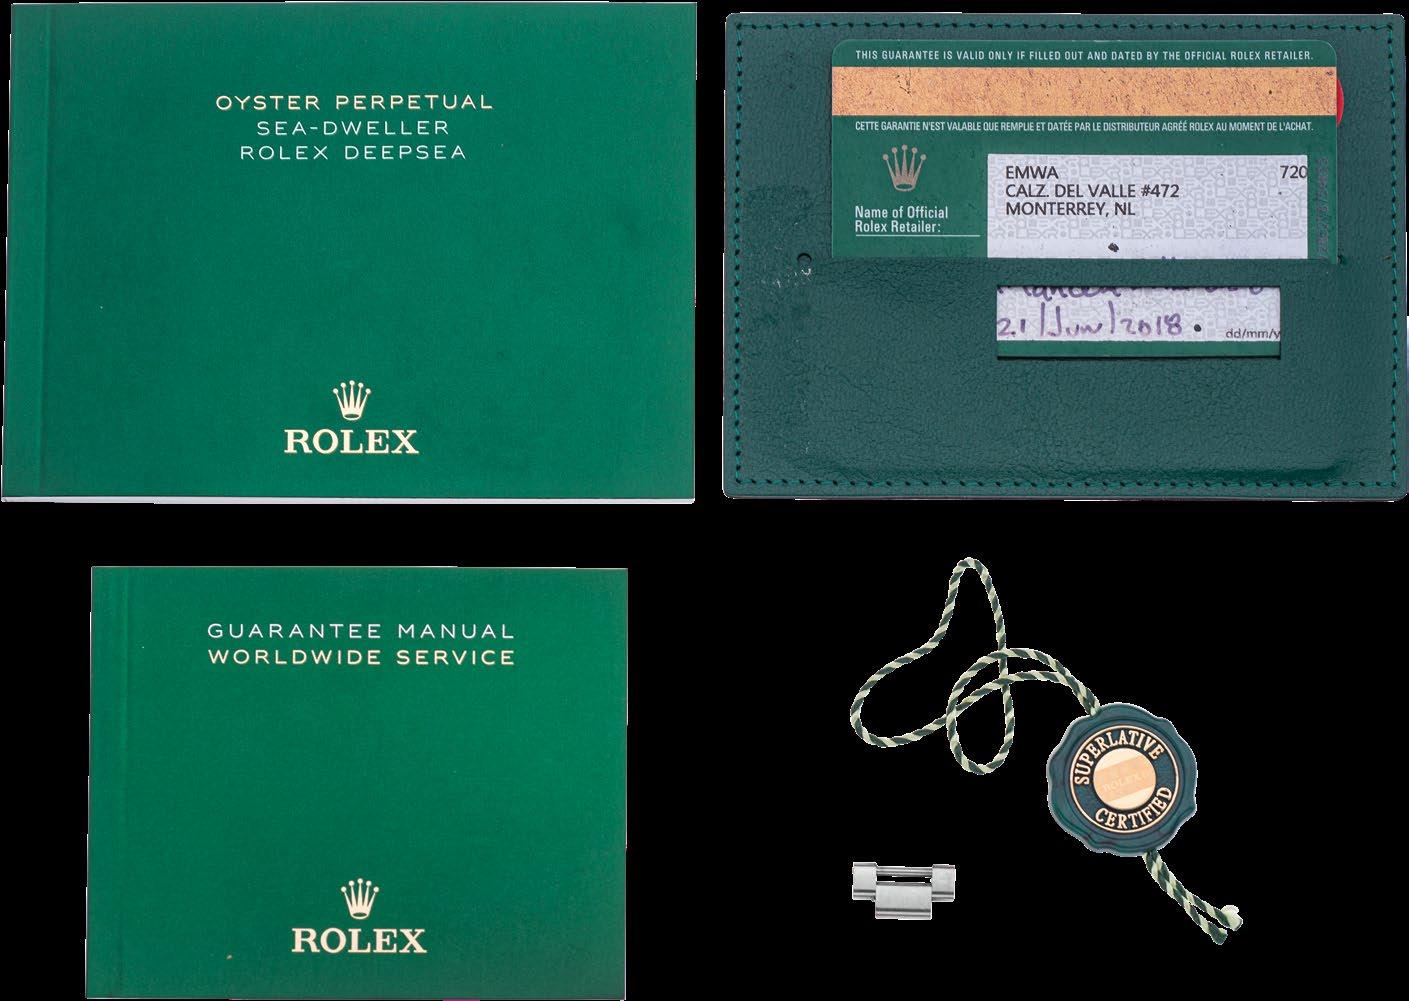 OYSTER PERPETUAL
SEA-DWELLER
ROLEX DEEPSEA
ROLEX
THIS GUARANTEE IS VALID ONLY IF FILLED OUT AND DATED BY THE OFFICIAL ROLEX RETAILER.
CETTE GARANTIE N'EST VALABLE QUE REMPLIE ET DATÉE PAR LE DISTRIBUTEUR AGRÉÉ ROLEX AU MOMENT DE L'ACHAT.
EMWA 720
CALZ. DEL VALLE #472
MONTERREY, NL
Name of Official
Rolex Retailer:
21/Jun/2018
dd/mm/y
GUARANTEE MANUAL
WORLDWIDE SERVICE
ROLEX
SUPERLATIVE
ROLEX
CERTIFIED